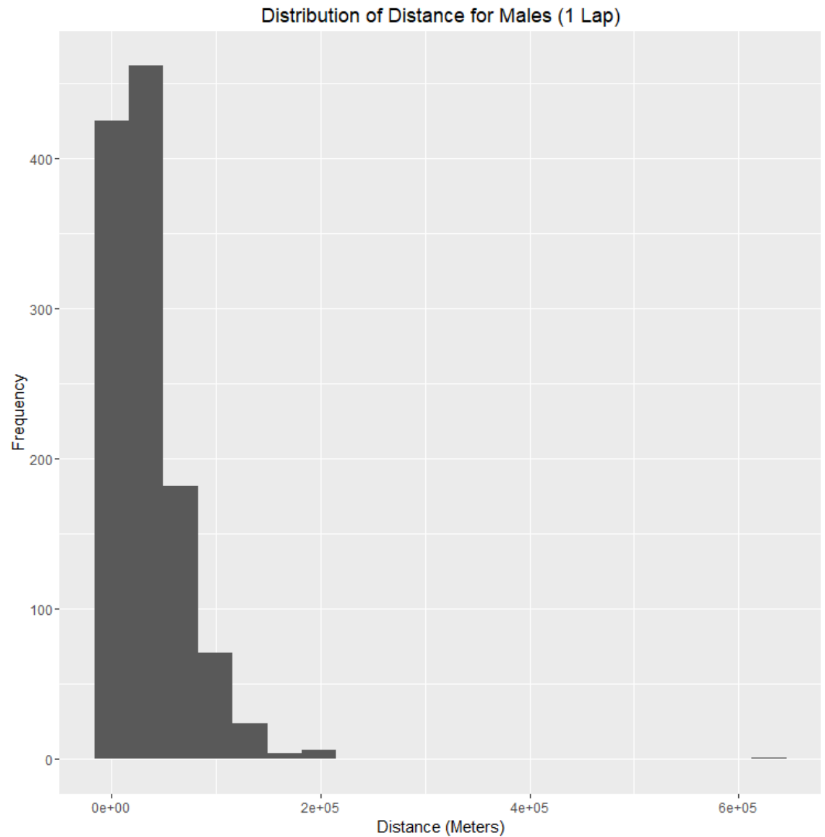 Distribution of Distance for Males (1 Lap)
400
300
200
100
0
Frequency
0e+00
2e+05
4e+05
6e+05
Distance (Meters)